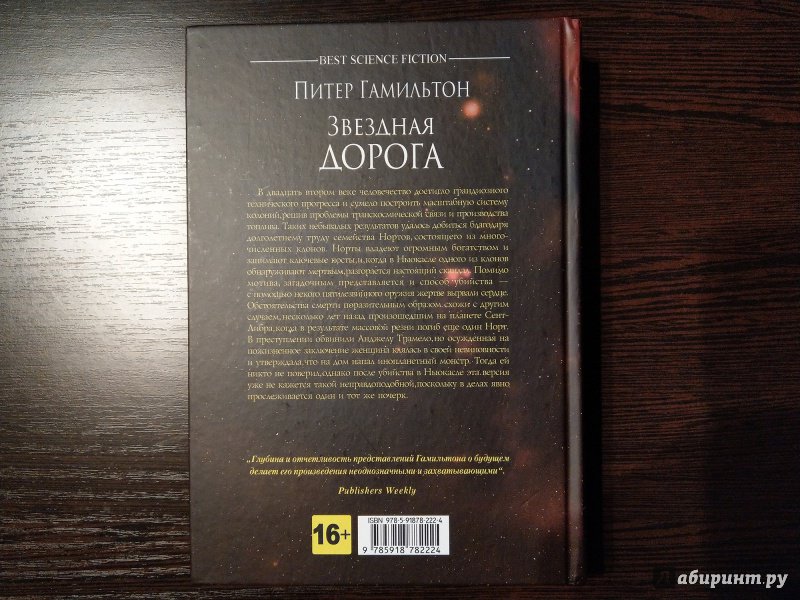 BEST SCIENCE FICTION
ПИТЕР ГАМИЛЬТОН
ЗВЕЗДНАЯ
ДОРОГА
В двадцать втором веке человечество достигло грандиозного
технического прогресса и сумело построить масштабную систему
колоний,решив проблемы транскосмической связи и производства
топлива. Таких небывалых результатов удалось добиться благодаря
долголетнему труду семейства Нортов,состоящего из много-
численных клонов. Норты владеют огромным богатством и
занимают ключевые посты,и,когда в Ньюкасле одного из клонов
обнаруживают мертвым,разгорается настоящий скандал. Помимо
мотива,загадочным представляется и способ убийства —
с помощью некого пятилезвийного оружия жертве вырвали сердце.
Обстоятельства смерти поразительным образом схожи с другим
случаем,несколько лет назад произошедшим на планете Сент-
Либра,когда в результате массовой резни погиб еще один Норт.
В преступлении обвинили Анджелу Трамело,но осужденная на
пожизненное заключение женщина клялась в своей невиновности
и утверждала,что на дом напал инопланетный монстр. Тогда ей
никто не поверил,однако после убийства в Ньюкасле эта версия
уже не кажется такой неправдоподобной,поскольку в делах явно
прослеживается один и тот же почерк.
„Глубина и отчетливость представлений Гамильтона о будущем
делает его произведения неоднозначными и захватывающими“.
Publishers Weekly
16+
ISBN 978-5-91878-222-4
9 785918 782224
Лабиринт.ру